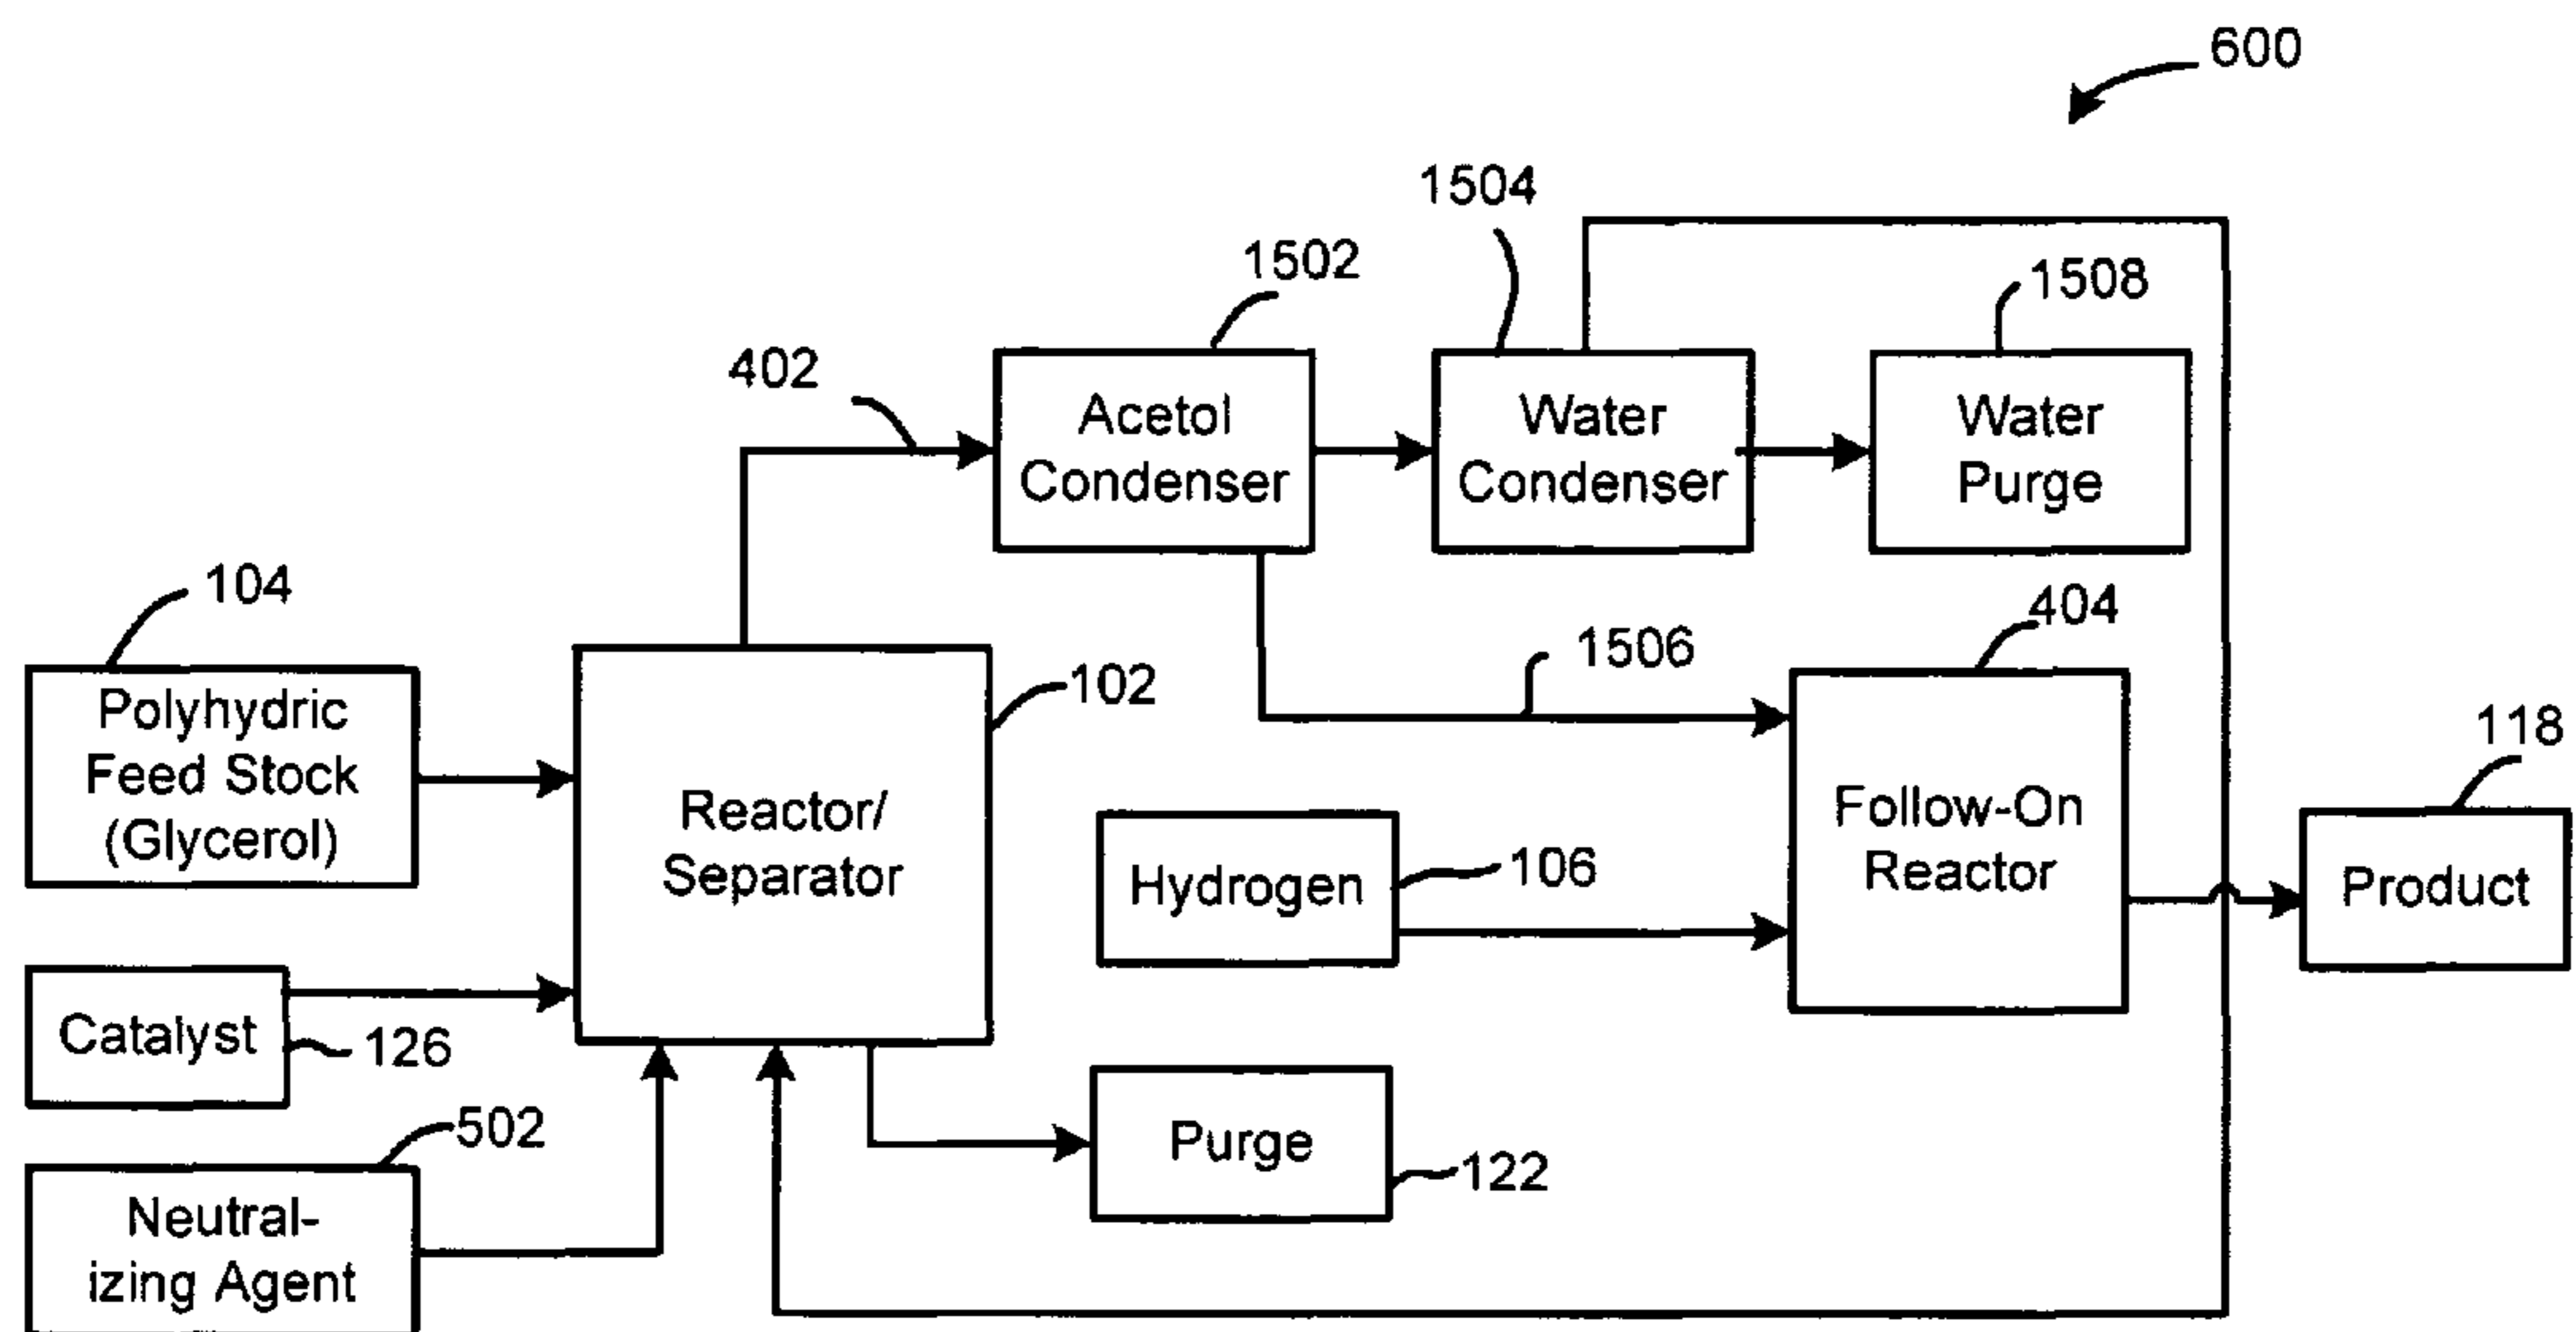 600
1504
1502
1508
402
Acetol
Condenser
Water
Condenser
Water
Purge
104
404
1506
102
118
Polyhydric
Feed Stock
(Glycerol)
Reactor/
Separator
Follow-On
Reactor
Hydrogen
106
Product
Catalyst
126
502
Purge
122
Neutral-
izing Agent